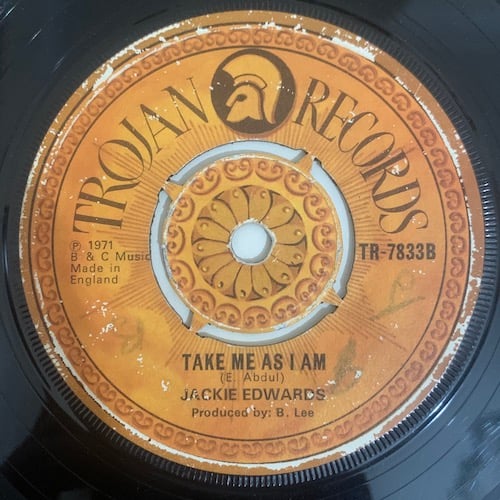 TROJAN RECORDS
℗ 1971
B & C Music
Made in
England
TR-7833B
TAKE ME AS I AM
(E. Abdul)
JACKIE EDWARDS
Produced by: B. Lee